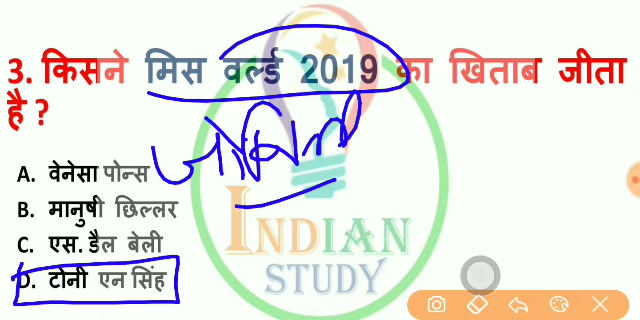 3. किसने मिस वर्ल्ड 2019 का खिताब जीता
है ?
A. वेनेसा पोन्स
B. मानुषी छिल्लर
C. एस. डैल बेली
D. टोनी एन सिंह
INDIAN
STUDY